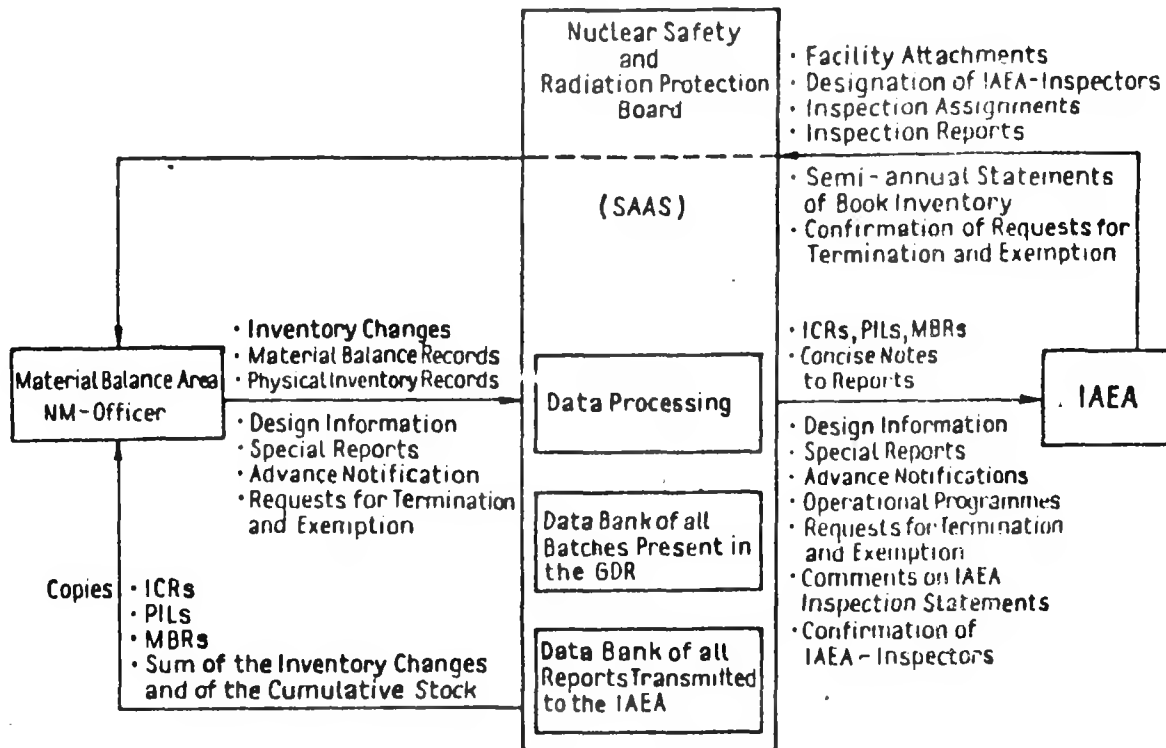 Nuclear Safety
and
Radiation Protection
Board
(SAAS)
· Facility Attachments
· Designation of IAEA-Inspectors
· Inspection Assignments
· Inspection Reports
· Semi-annual Statements
of Book Inventory
· Confirmation of Requests for
Termination and Exemption
Material Balance Area
NM-Officer
· Inventory Changes
· Material Balance Records
· Physical Inventory Records
· Design Information
· Special Reports
· Advance Notification
· Requests for Termination
and Exemption
Data Processing
Data Bank of all
Batches Present in
the GDR
Data Bank of all
Reports Transmitted
to the IAEA
· ICRs, PILs, MBRs
· Concise Notes
to Reports
· Design Information
· Special Reports
· Advance Notifications
· Operational Programmes
· Requests for Termination
and Exemption
· Comments on IAEA
Inspection Statements
· Confirmation of
IAEA-Inspectors
IAEA
Copies · ICRs
· PILs
· MBRs
· Sum of the Inventory Changes
and of the Cumulative Stock